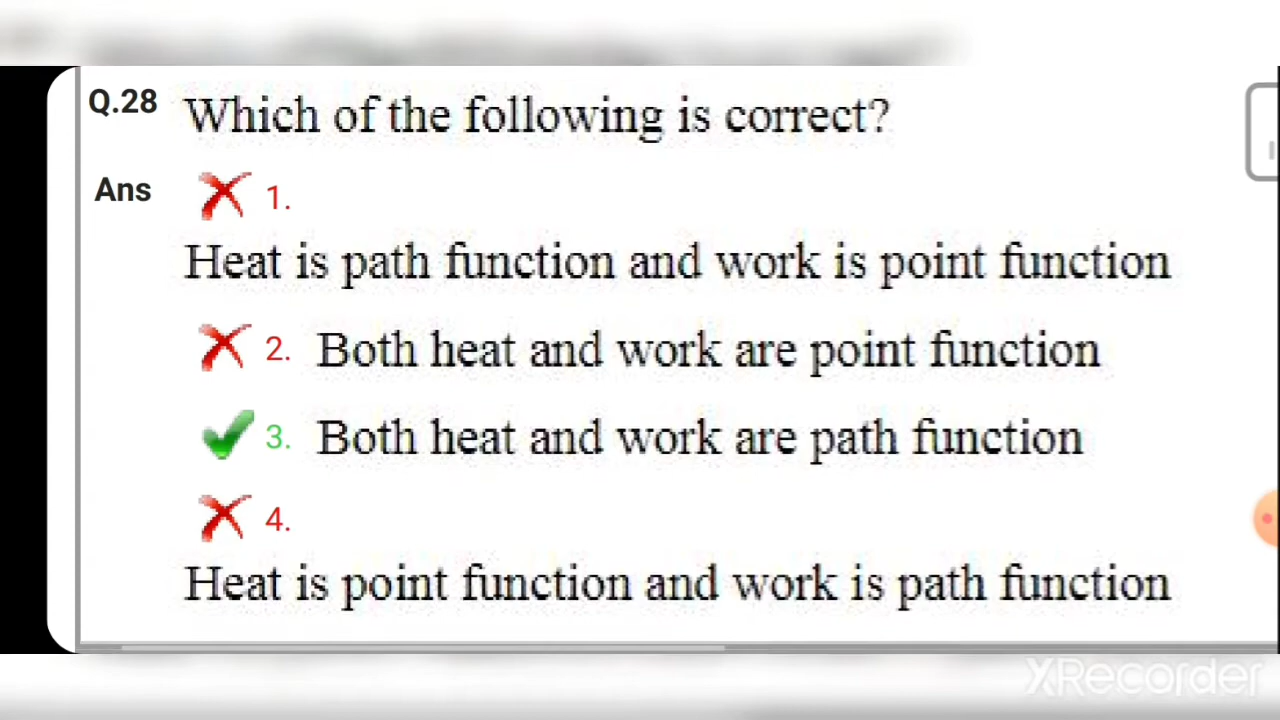 Q.28 Which of the following is correct?
Ans 1.
Heat is path function and work is point function
2. Both heat and work are point function
3. Both heat and work are path function
4.
Heat is point function and work is path function
XRecorder